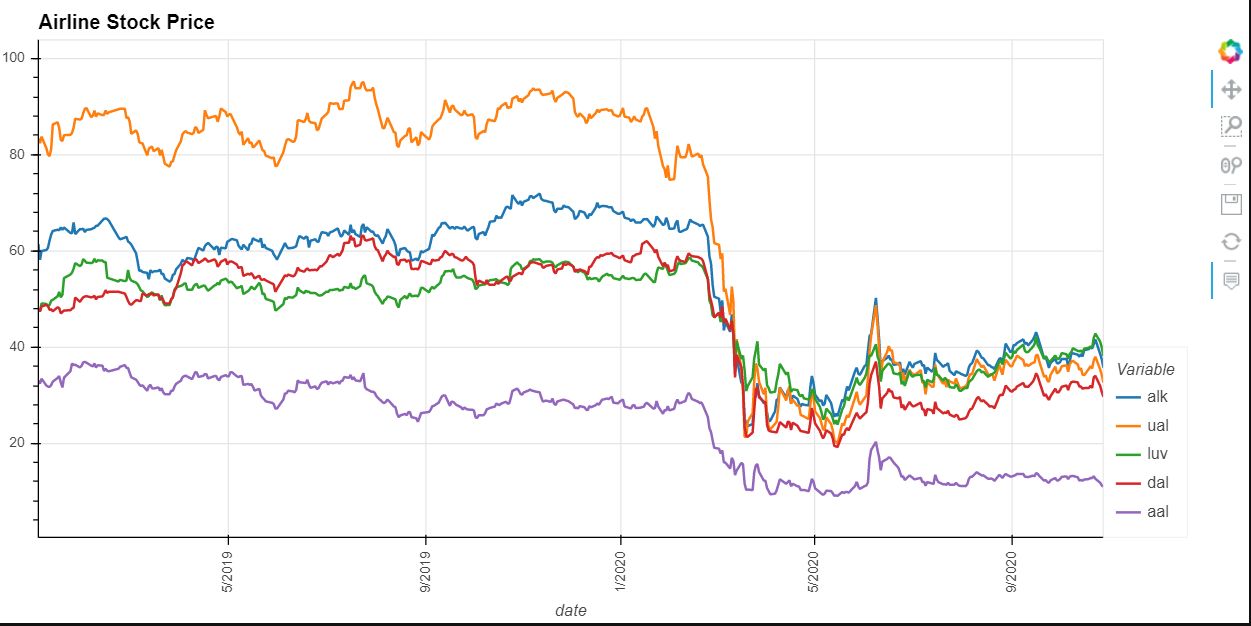 Airline Stock Price
100
80
60
40
20
5/2019
9/2019
1/2020
5/2020
9/2020
date
Variable
alk
ual
luv
dal
aal